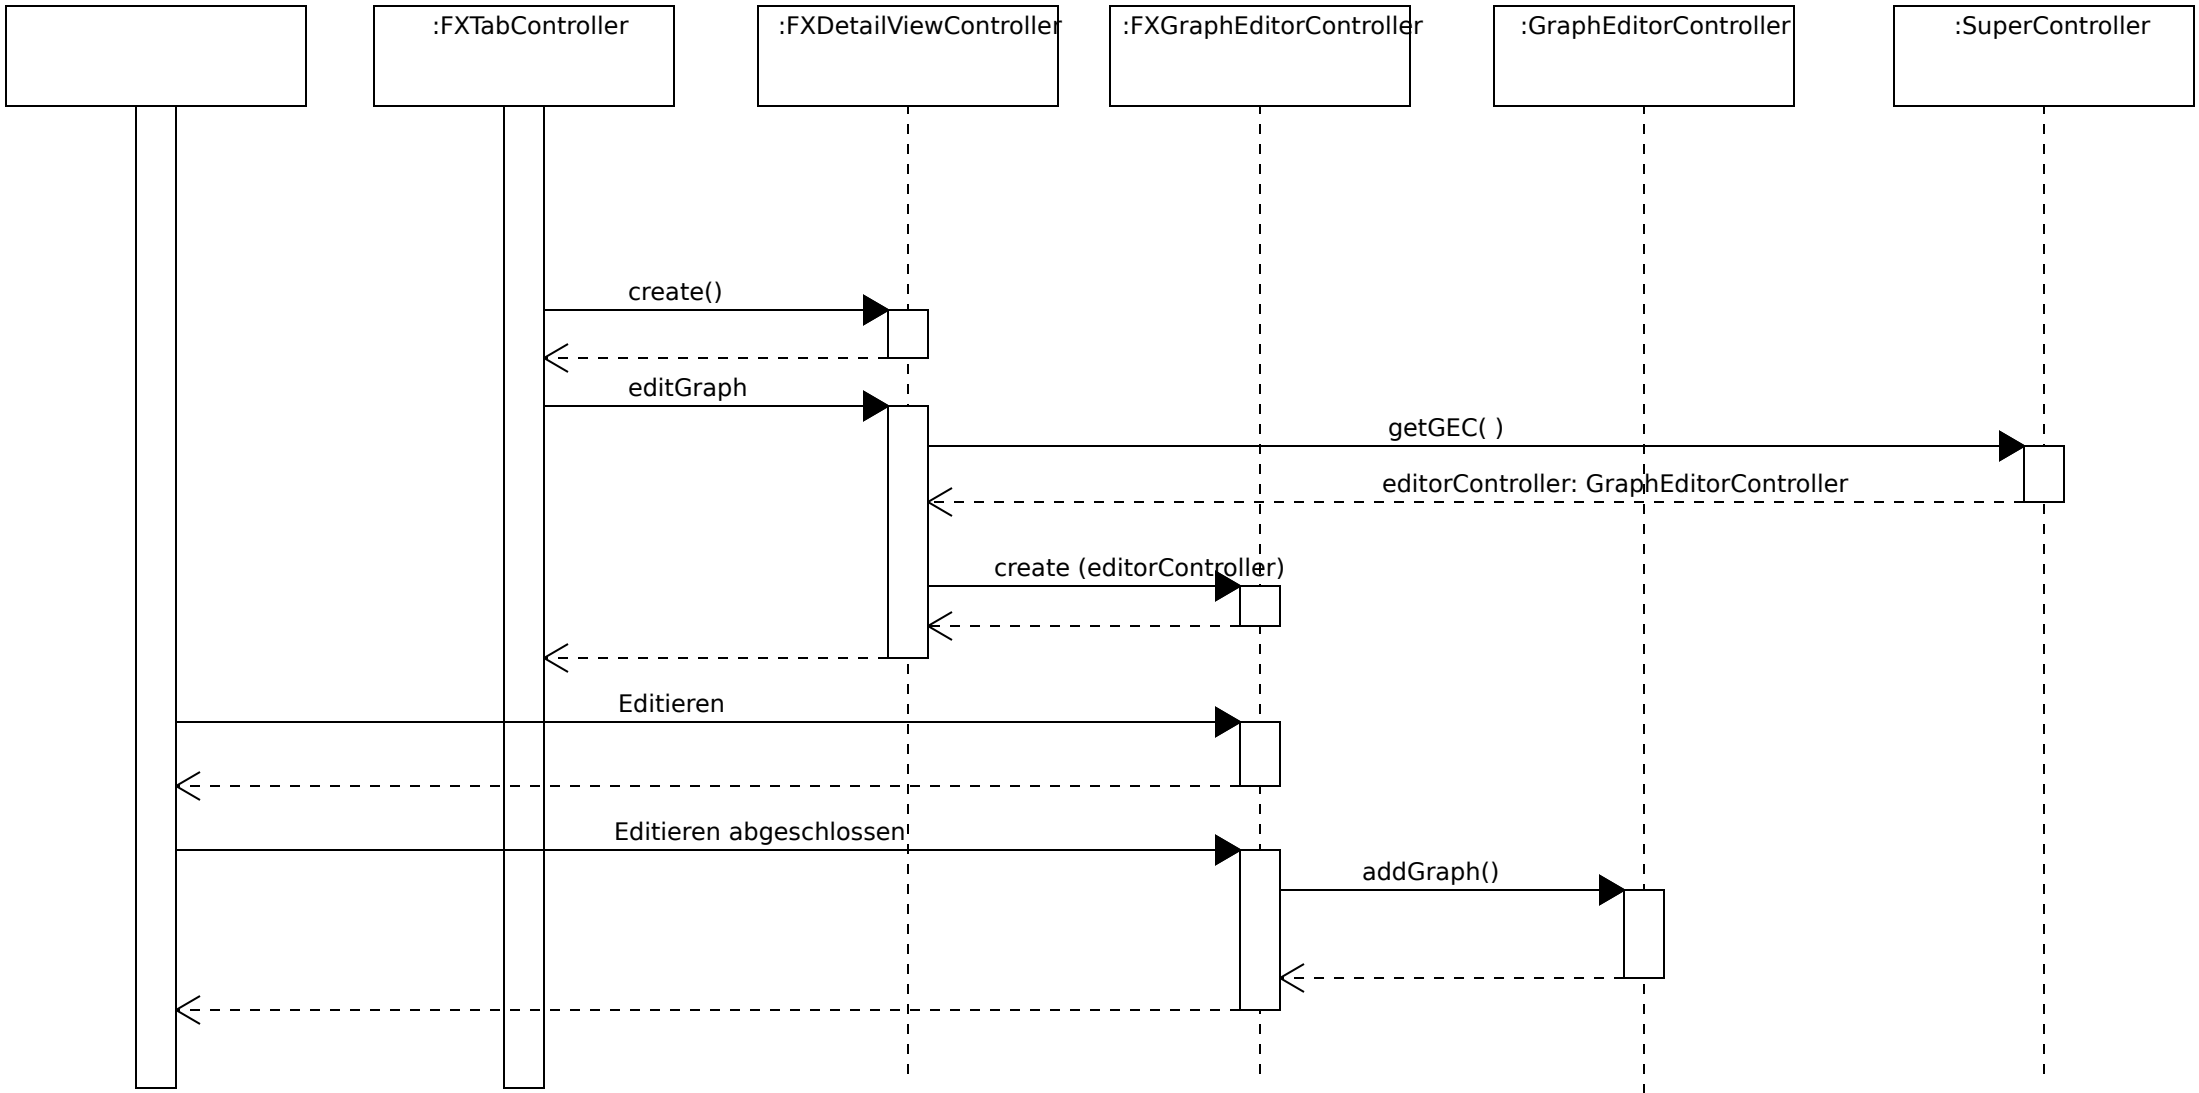 :FXTabController
:FXDetailViewController
:FXGraphEditorController
:GraphEditorController
:SuperController
create()
editGraph
getGEC( )
editorController: GraphEditorController
create (editorController)
Editieren
Editieren abgeschlossen
addGraph()